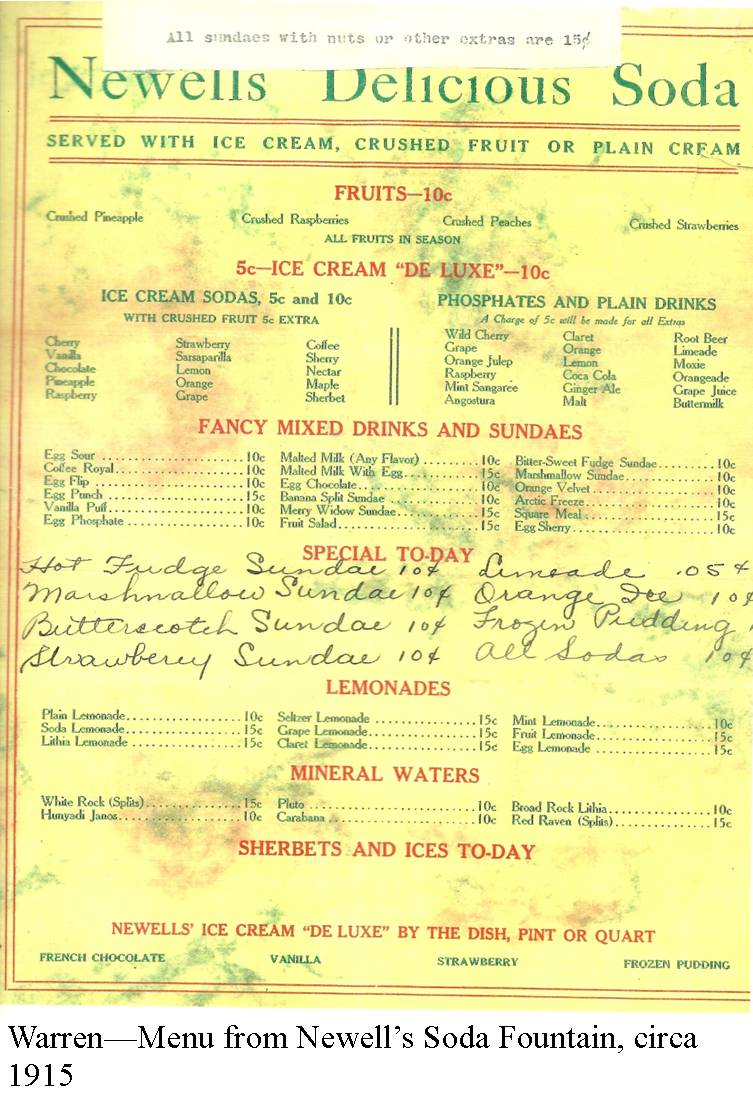 All sundaes with nuts or other extras are 15¢
Newells Delicious Soda
SERVED WITH ICE CREAM, CRUSHED FRUIT OR PLAIN CREAM
FRUITS—10c
Crushed Pineapple Crushed Raspberries Crushed Peaches Crushed Strawberries
ALL FRUITS IN SEASON
5c—ICE CREAM "DE LUXE"—10c
ICE CREAM SODAS, 5c and 10c
WITH CRUSHED FRUIT 5c EXTRA
Cherry Strawberry Coffee
Vanilla Sarsaparilla Sherry
Chocolate Lemon Nectar
Pineapple Orange Maple
Raspberry Grape Sherbet
PHOSPHATES AND PLAIN DRINKS
A Charge of 5c will be made for all Extras
Wild Cherry Claret Root Beer
Grape Orange Limeade
Orange Julep Lemon Moxie
Raspberry Coca Cola Orangeade
Mint Sangaree Ginger Ale Grape Juice
Angostura Malt Buttermilk
FANCY MIXED DRINKS AND SUNDAES
Egg Sour ........ 10c Malted Milk (Any Flavor) ........ 10c Bitter-Sweet Fudge Sundae ........ 10c
Coffee Royal ........ 10c Malted Milk With Egg ........ 15c Marshmallow Sundae ........ 10c
Egg Flip ........ 10c Egg Chocolate ........ 10c Orange Velvet ........ 10c
Egg Punch ........ 15c Banana Split Sundae ........ 10c Arctic Freeze ........ 10c
Vanilla Puff ........ 10c Merry Widow Sundae ........ 15c Square Meal ........ 15c
Egg Phosphate ........ 10c Fruit Salad ........ 15c Egg Sherry ........ 10c
SPECIAL TO-DAY
Hot Fudge Sundae 10¢ Limeade .05¢
Marshnallow Sundae 10¢ Orange Ice 10¢
Butterscotch Sundae 10¢ Frozen Pudding
Strawbery Sundae 10¢ All Sodas 10¢
LEMONADES
Plain Lemonade ........ 10c Seltzer Lemonade ........ 15c Mint Lemonade ........ 10c
Soda Lemonade ........ 15c Grape Lemonade ........ 15c Fruit Lemonade ........ 15c
Lithia Lemonade ........ 15c Claret Lemonade ........ 15c Egg Lemonade ........ 15c
MINERAL WATERS
White Rock (Splits) ........ 15c Pluto ........ 10c Broad Rock Lithia ........ 10c
Hunyadi Janos ........ 10c Carabana ........ 10c Red Raven (Splits) ........ 15c
SHERBETS AND ICES TO-DAY
NEWELLS' ICE CREAM "DE LUXE" BY THE DISH, PINT OR QUART
FRENCH CHOCOLATE VANILLA STRAWBERRY FROZEN PUDDING
Warren—Menu from Newell's Soda Fountain, circa
1915